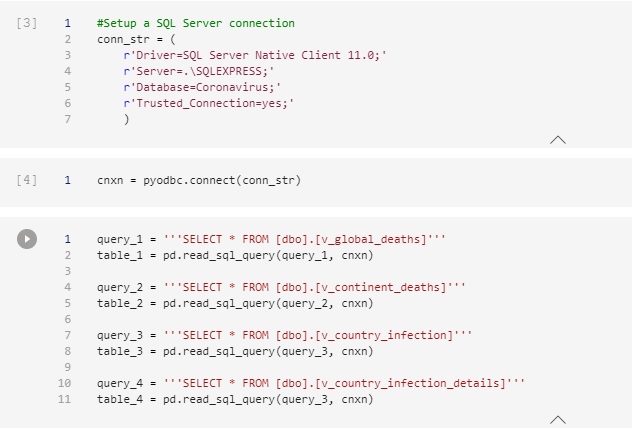 [3] 1 #Setup a SQL Server connection
2 conn_str = (
3 r'Driver=SQL Server Native Client 11.0;'
4 r'Server=.\SQLEXPRESS;'
5 r'Database=Coronavirus;'
6 r'Trusted_Connection=yes;'
7 )
[4] 1 cnxn = pyodbc.connect(conn_str)
1 query_1 = '''SELECT * FROM [dbo].[v_global_deaths]'''
2 table_1 = pd.read_sql_query(query_1, cnxn)
3
4 query_2 = '''SELECT * FROM [dbo].[v_continent_deaths]'''
5 table_2 = pd.read_sql_query(query_2, cnxn)
6
7 query_3 = '''SELECT * FROM [dbo].[v_country_infection]'''
8 table_3 = pd.read_sql_query(query_3, cnxn)
9
10 query_4 = '''SELECT * FROM [dbo].[v_country_infection_details]'''
11 table_4 = pd.read_sql_query(query_3, cnxn)